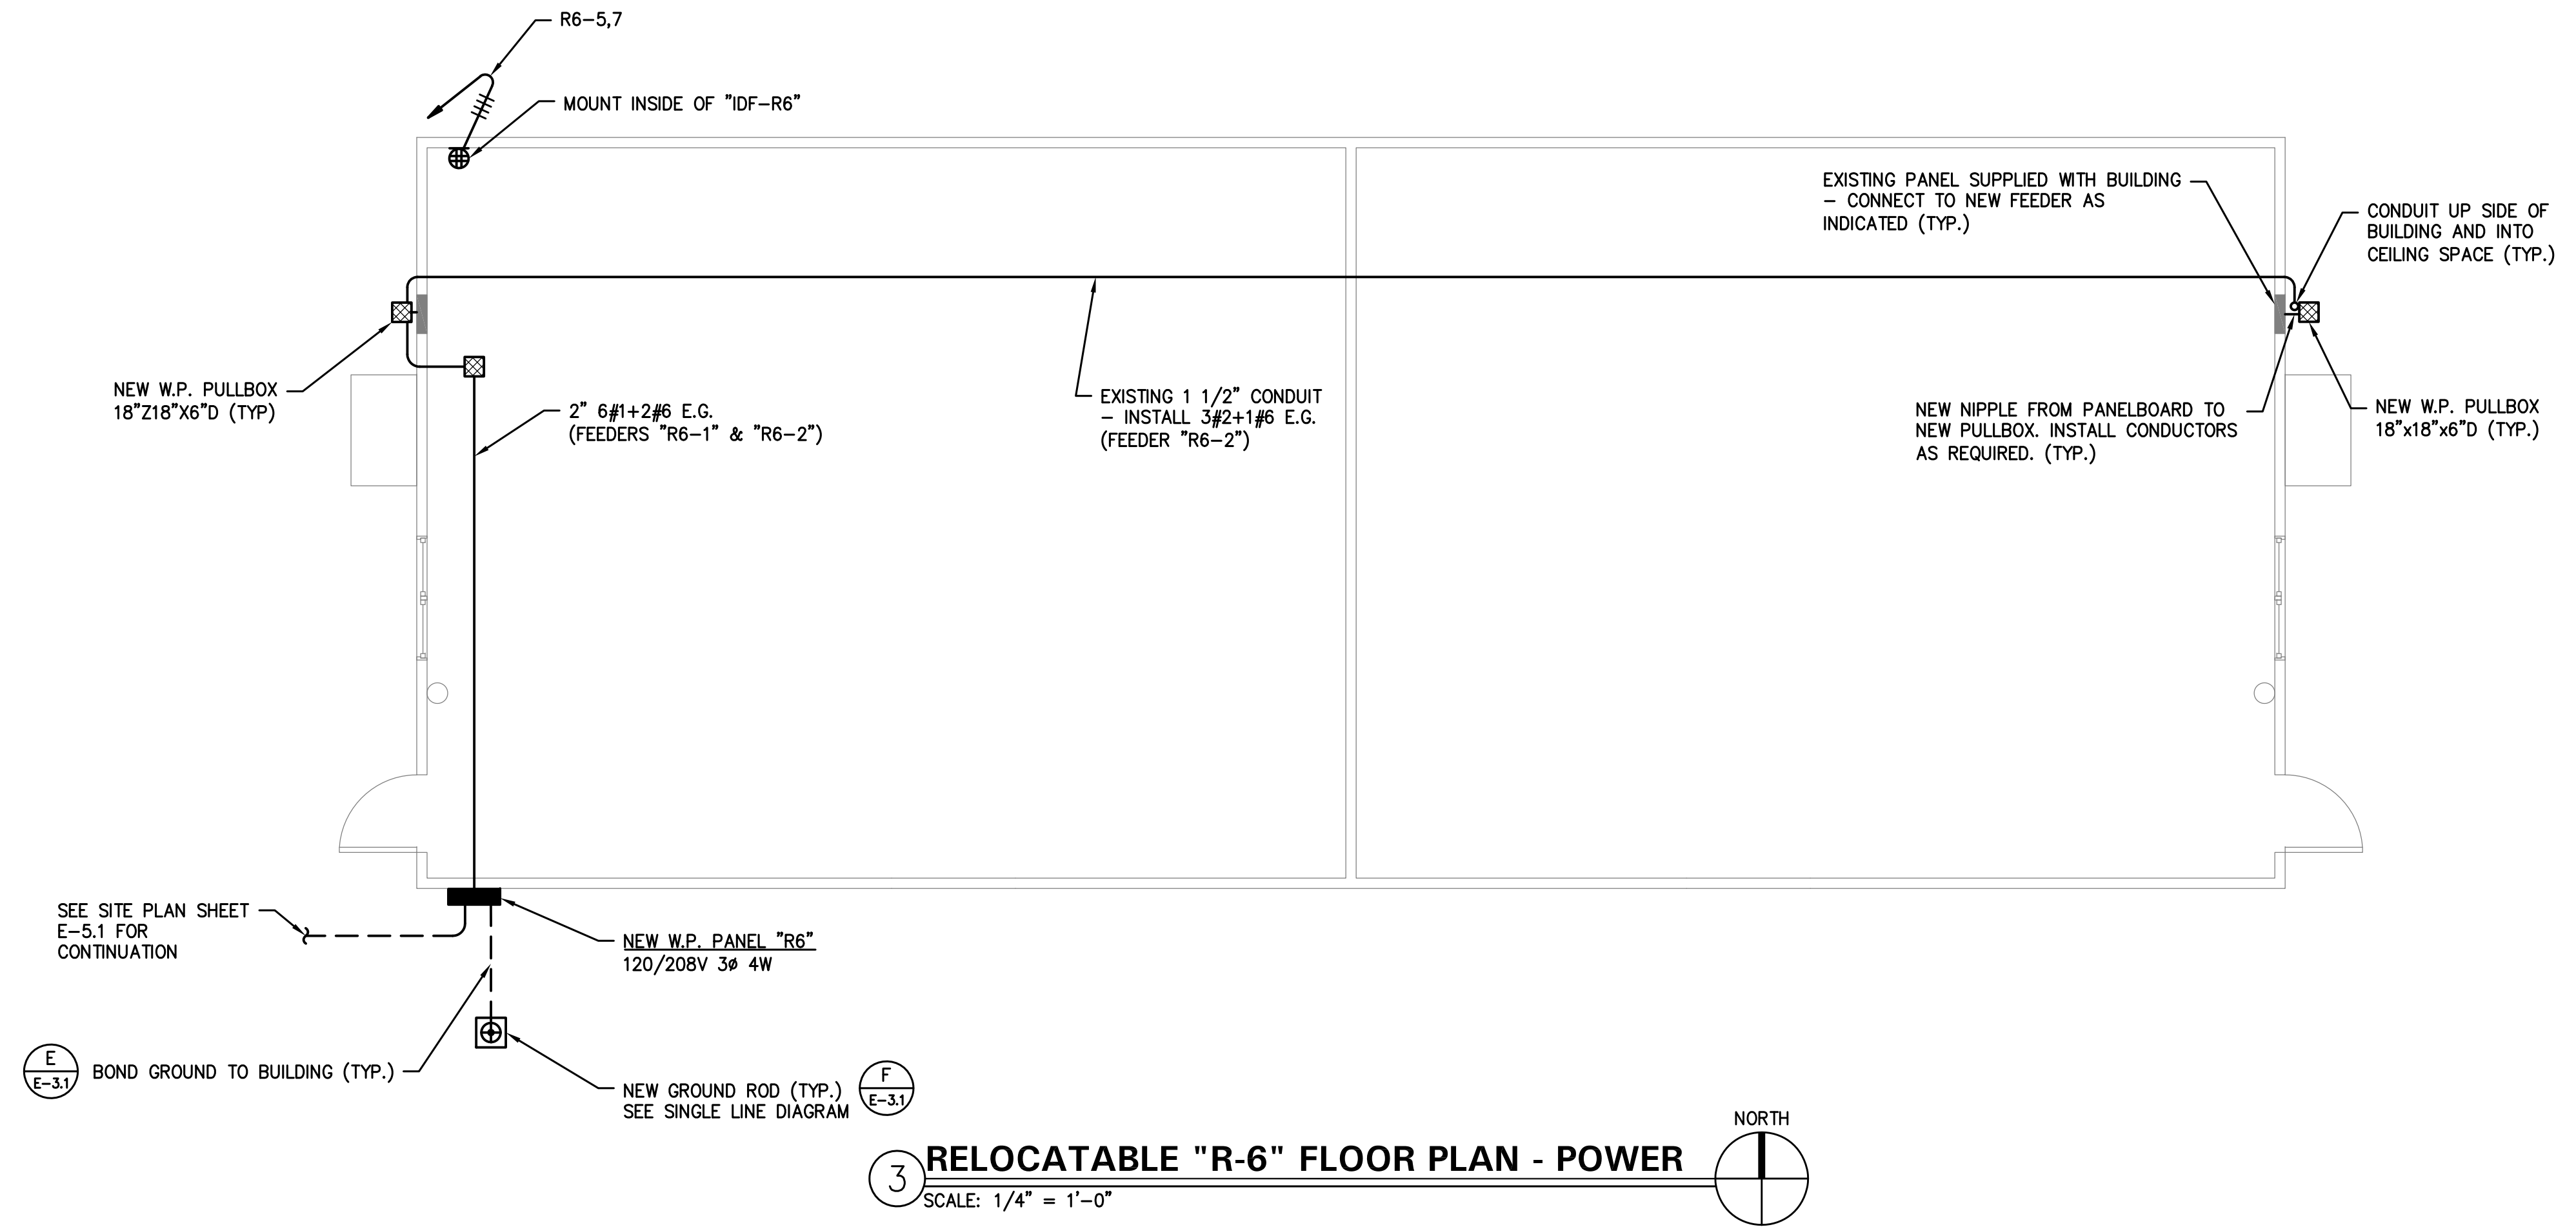 R6-5,7
MOUNT INSIDE OF "IDF-R6"
EXISTING PANEL SUPPLIED WITH BUILDING
- CONNECT TO NEW FEEDER AS
INDICATED (TYP.)
CONDUIT UP SIDE OF
BUILDING AND INTO
CEILING SPACE (TYP.)
NEW W.P. PULLBOX
18"Z18"X6"D (TYP)
2" 6#1+2#6 E.G.
(FEEDERS "R6-1" & "R6-2")
EXISTING 1 1/2" CONDUIT
- INSTALL 3#2+1#6 E.G.
(FEEDER "R6-2")
NEW NIPPLE FROM PANELBOARD TO
NEW PULLBOX. INSTALL CONDUCTORS
AS REQUIRED. (TYP.)
NEW W.P. PULLBOX
18"x18"x6"D (TYP.)
SEE SITE PLAN SHEET
E-5.1 FOR
CONTINUATION
NEW W.P. PANEL "R6"
120/208V 3ø 4W
E
E-3.1
BOND GROUND TO BUILDING (TYP.)
NEW GROUND ROD (TYP.)
SEE SINGLE LINE DIAGRAM
F
E-3.1
NORTH
3
RELOCATABLE "R-6" FLOOR PLAN - POWER
SCALE: 1/4" = 1'-0"